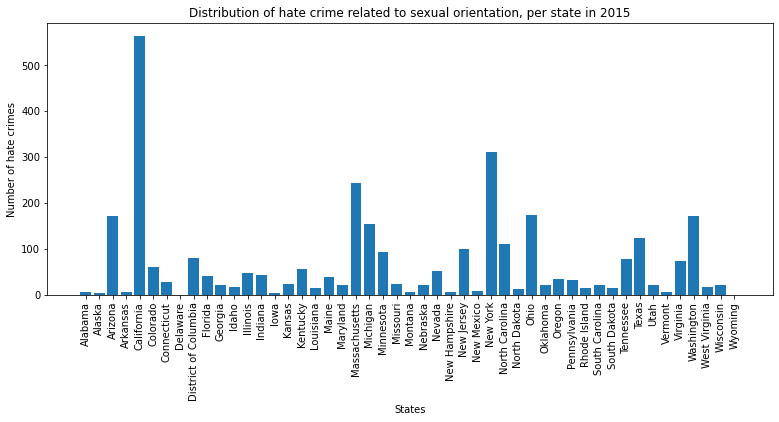 Distribution of hate crime related to sexual orientation, per state in 2015
Number of hate crimes
500
400
300
200
100
0
Alabama
Alaska
Arizona
Arkansas
California
Colorado
Connecticut
Delaware
District of Columbia
Florida
Georgia
Idaho
Illinois
Indiana
Iowa
Kansas
Kentucky
Louisiana
Maine
Maryland
Massachusetts
Michigan
Minnesota
Missouri
Montana
Nebraska
Nevada
New Hampshire
New Jersey
New Mexico
New York
North Carolina
North Dakota
Ohio
Oklahoma
Oregon
Pennsylvania
Rhode Island
South Carolina
South Dakota
Tennessee
Texas
Utah
Vermont
Virginia
Washington
West Virginia
Wisconsin
Wyoming
States